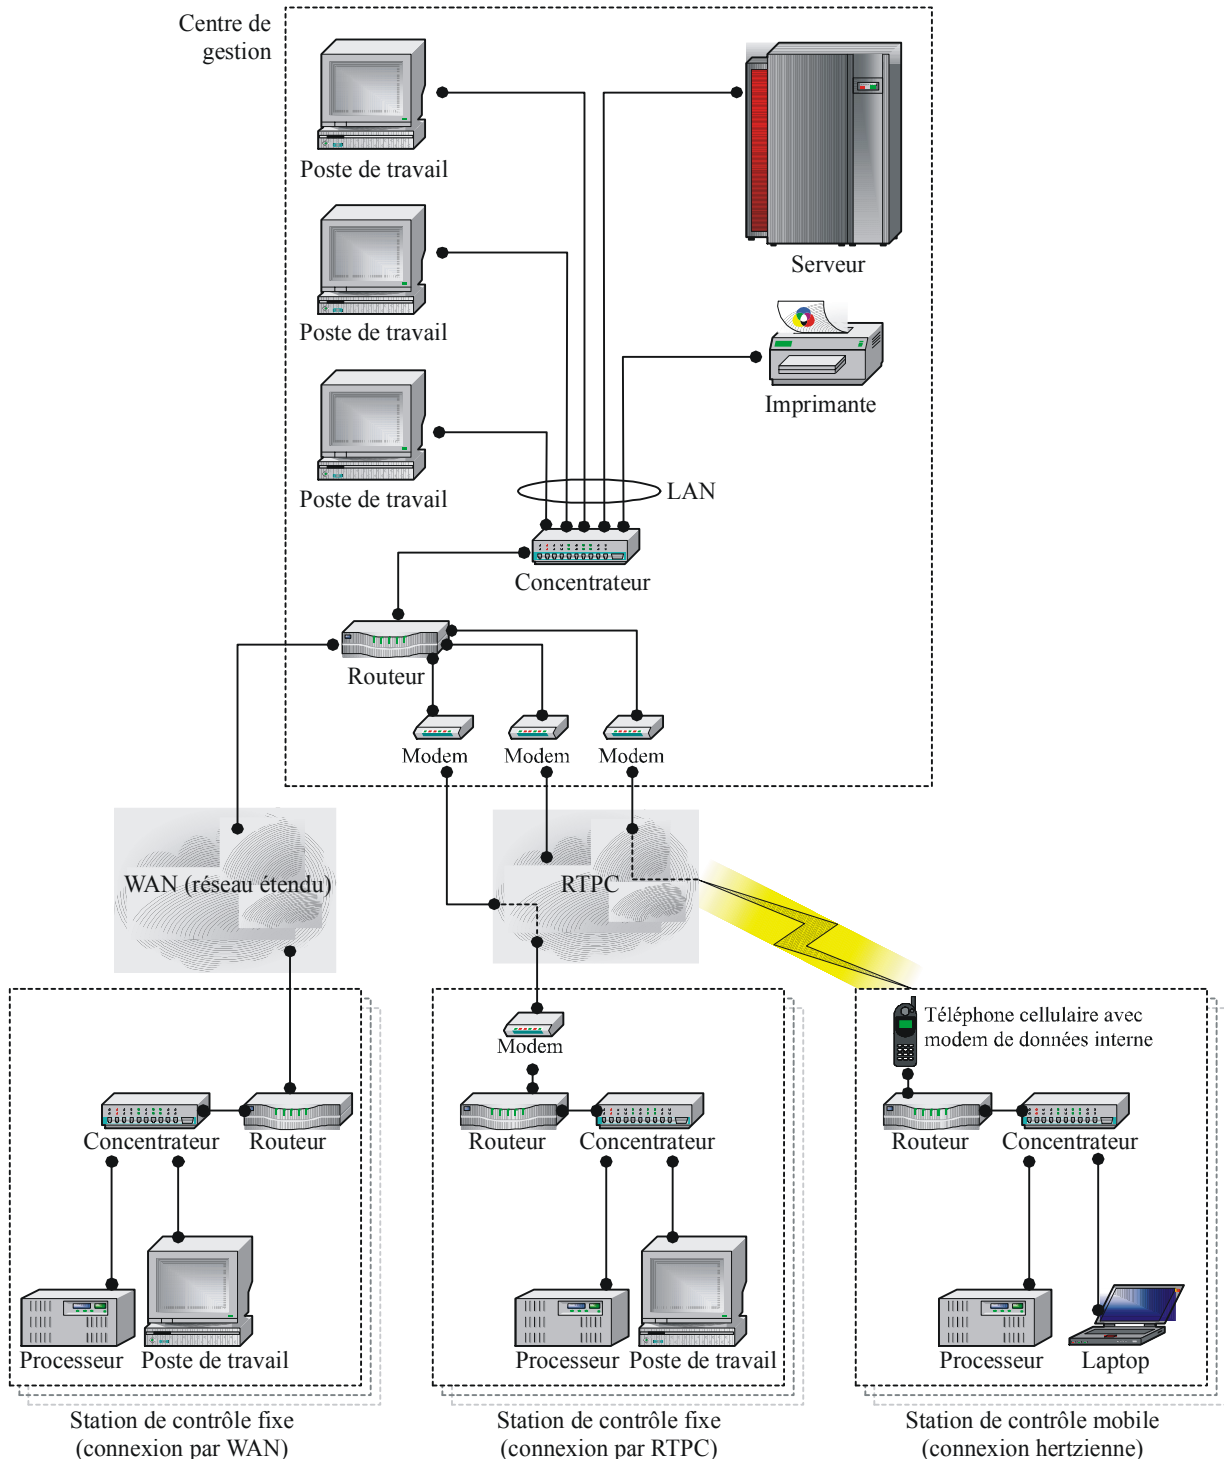 Centre de
gestion
Poste de travail
Serveur
Poste de travail
Imprimante
Poste de travail
LAN
Concentrateur
Routeur
Modem
Modem
Modem
WAN (réseau étendu)
RTPC
Modem
Téléphone cellulaire avec
modem de données interne
Concentrateur
Routeur
Routeur
Concentrateur
Routeur
Concentrateur
Processeur
Poste de travail
Processeur
Poste de travail
Processeur
Laptop
Station de contrôle fixe
(connexion par WAN)
Station de contrôle fixe
(connexion par RTPC)
Station de contrôle mobile
(connexion hertzienne)